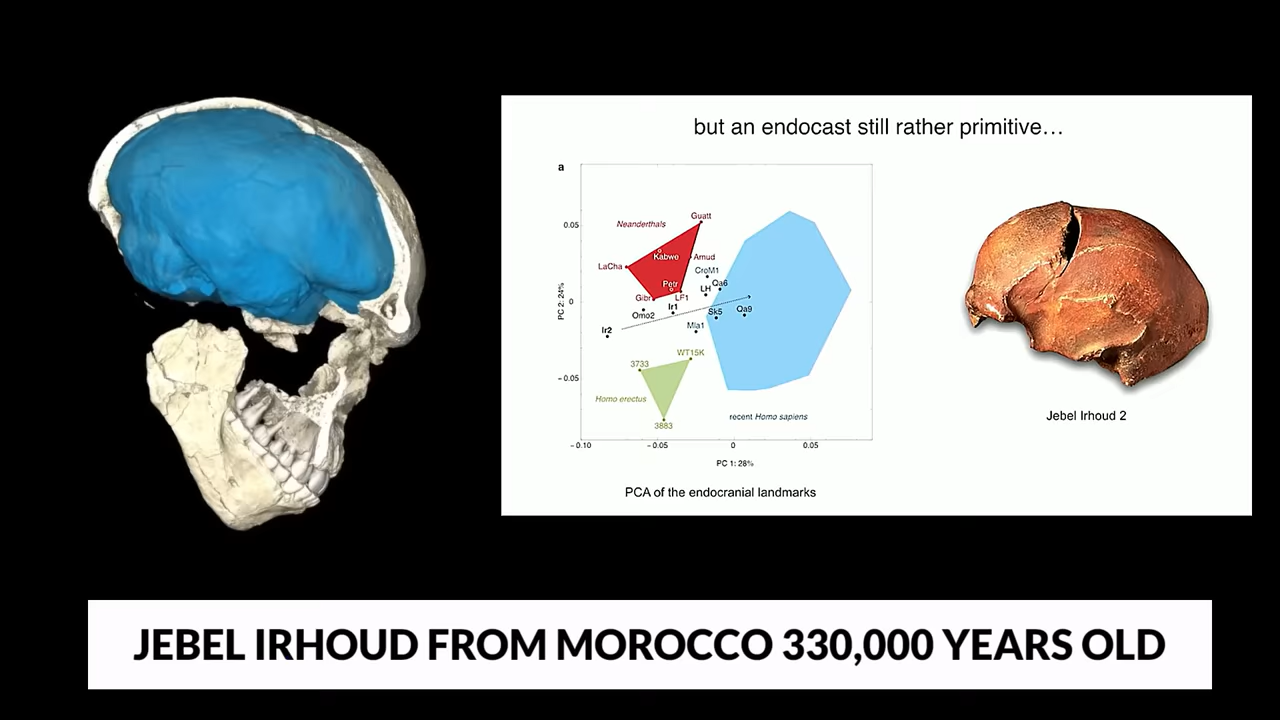 but an endocast still rather primitive…
a
Guatt
Neanderthals
0.05
Kabwe
Amud
LaCha
CroM1
Petr
Qa6
LH
Gibr
LF1
0
Ir1
Qa9
Omo2
Sk5
Mla1
Ir2
WT15K
3733
−0.05
Homo erectus
recent Homo sapiens
3883
PC 2: 24%
−0.10
−0.05
0
0.05
PC 1: 28%
PCA of the endocranial landmarks
Jebel Irhoud 2
JEBEL IRHOUD FROM MOROCCO 330,000 YEARS OLD